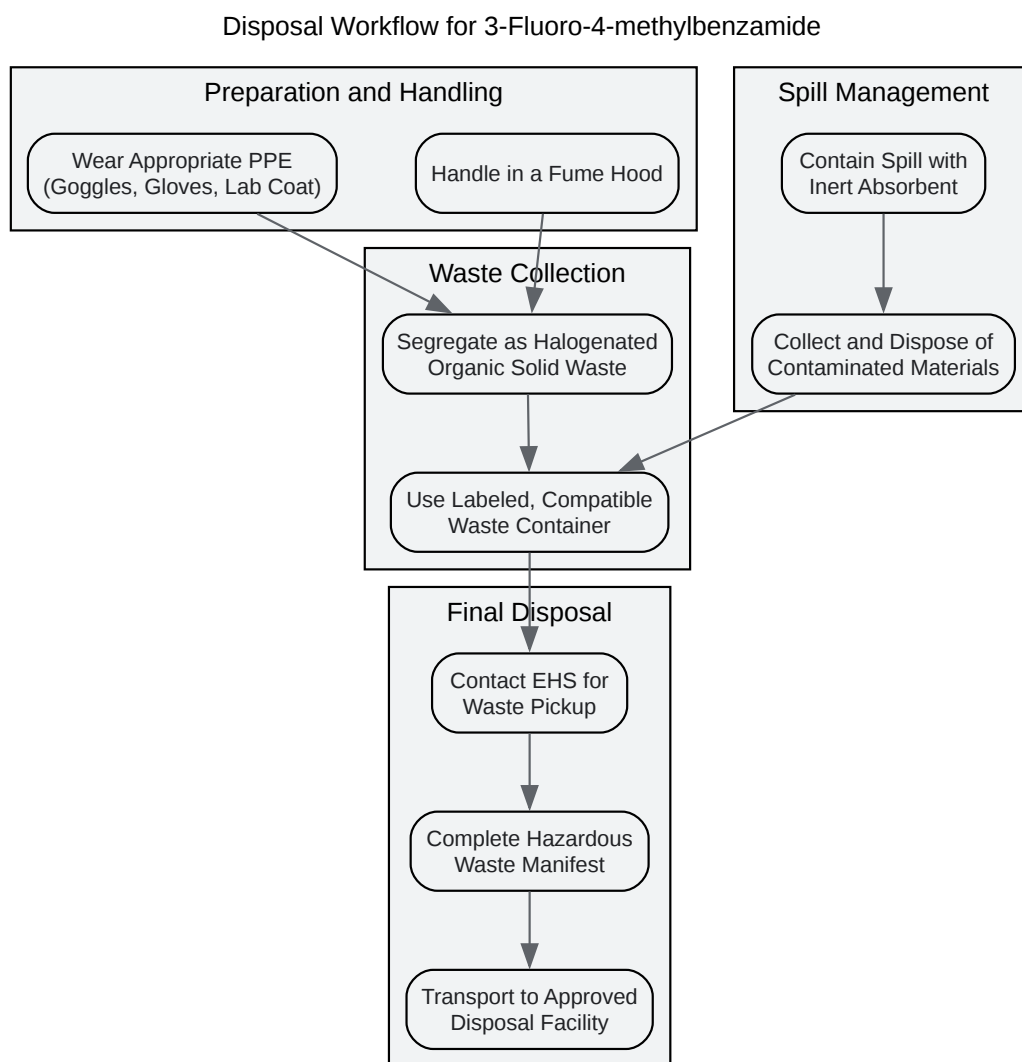 Disposal Workflow for 3-Fluoro-4-methylbenzamide
Preparation and Handling
Wear Appropriate PPE
(Goggles, Gloves, Lab Coat)
Handle in a Fume Hood
Spill Management
Contain Spill with
Inert Absorbent
Collect and Dispose of
Contaminated Materials
Waste Collection
Segregate as Halogenated
Organic Solid Waste
Use Labeled, Compatible
Waste Container
Final Disposal
Contact EHS for
Waste Pickup
Complete Hazardous
Waste Manifest
Transport to Approved
Disposal Facility